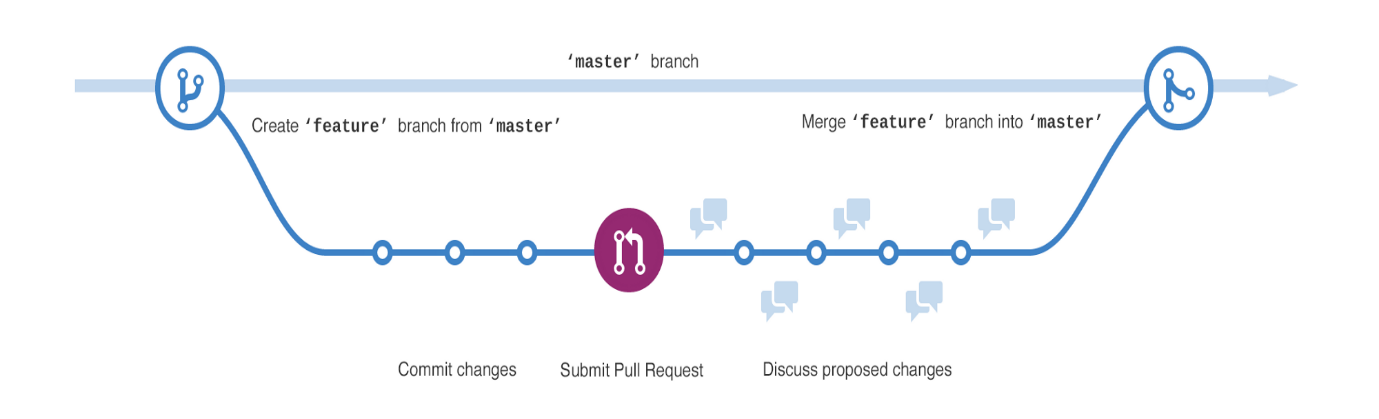 ‘master’ branch
Create ‘feature’ branch from ‘master’
Merge ‘feature’ branch into ‘master’
Commit changes
Submit Pull Request
Discuss proposed changes